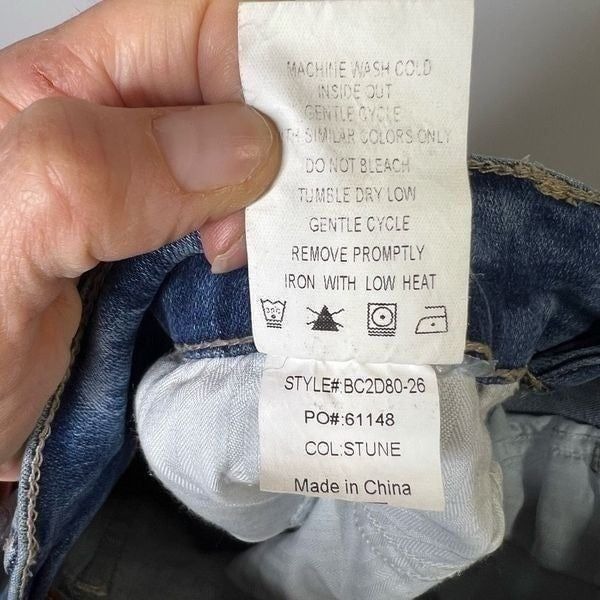 MACHINE WASH COLD
INSIDE OUT
GENTLE CYCLE
WITH SIMILAR COLORS ONLY
DO NOT BLEACH
TUMBLE DRY LOW
GENTLE CYCLE
REMOVE PROMPTLY
IRON WITH LOW HEAT
STYLE#:BC2D80-26
PO#:61148
COL:STUNE
Made in China